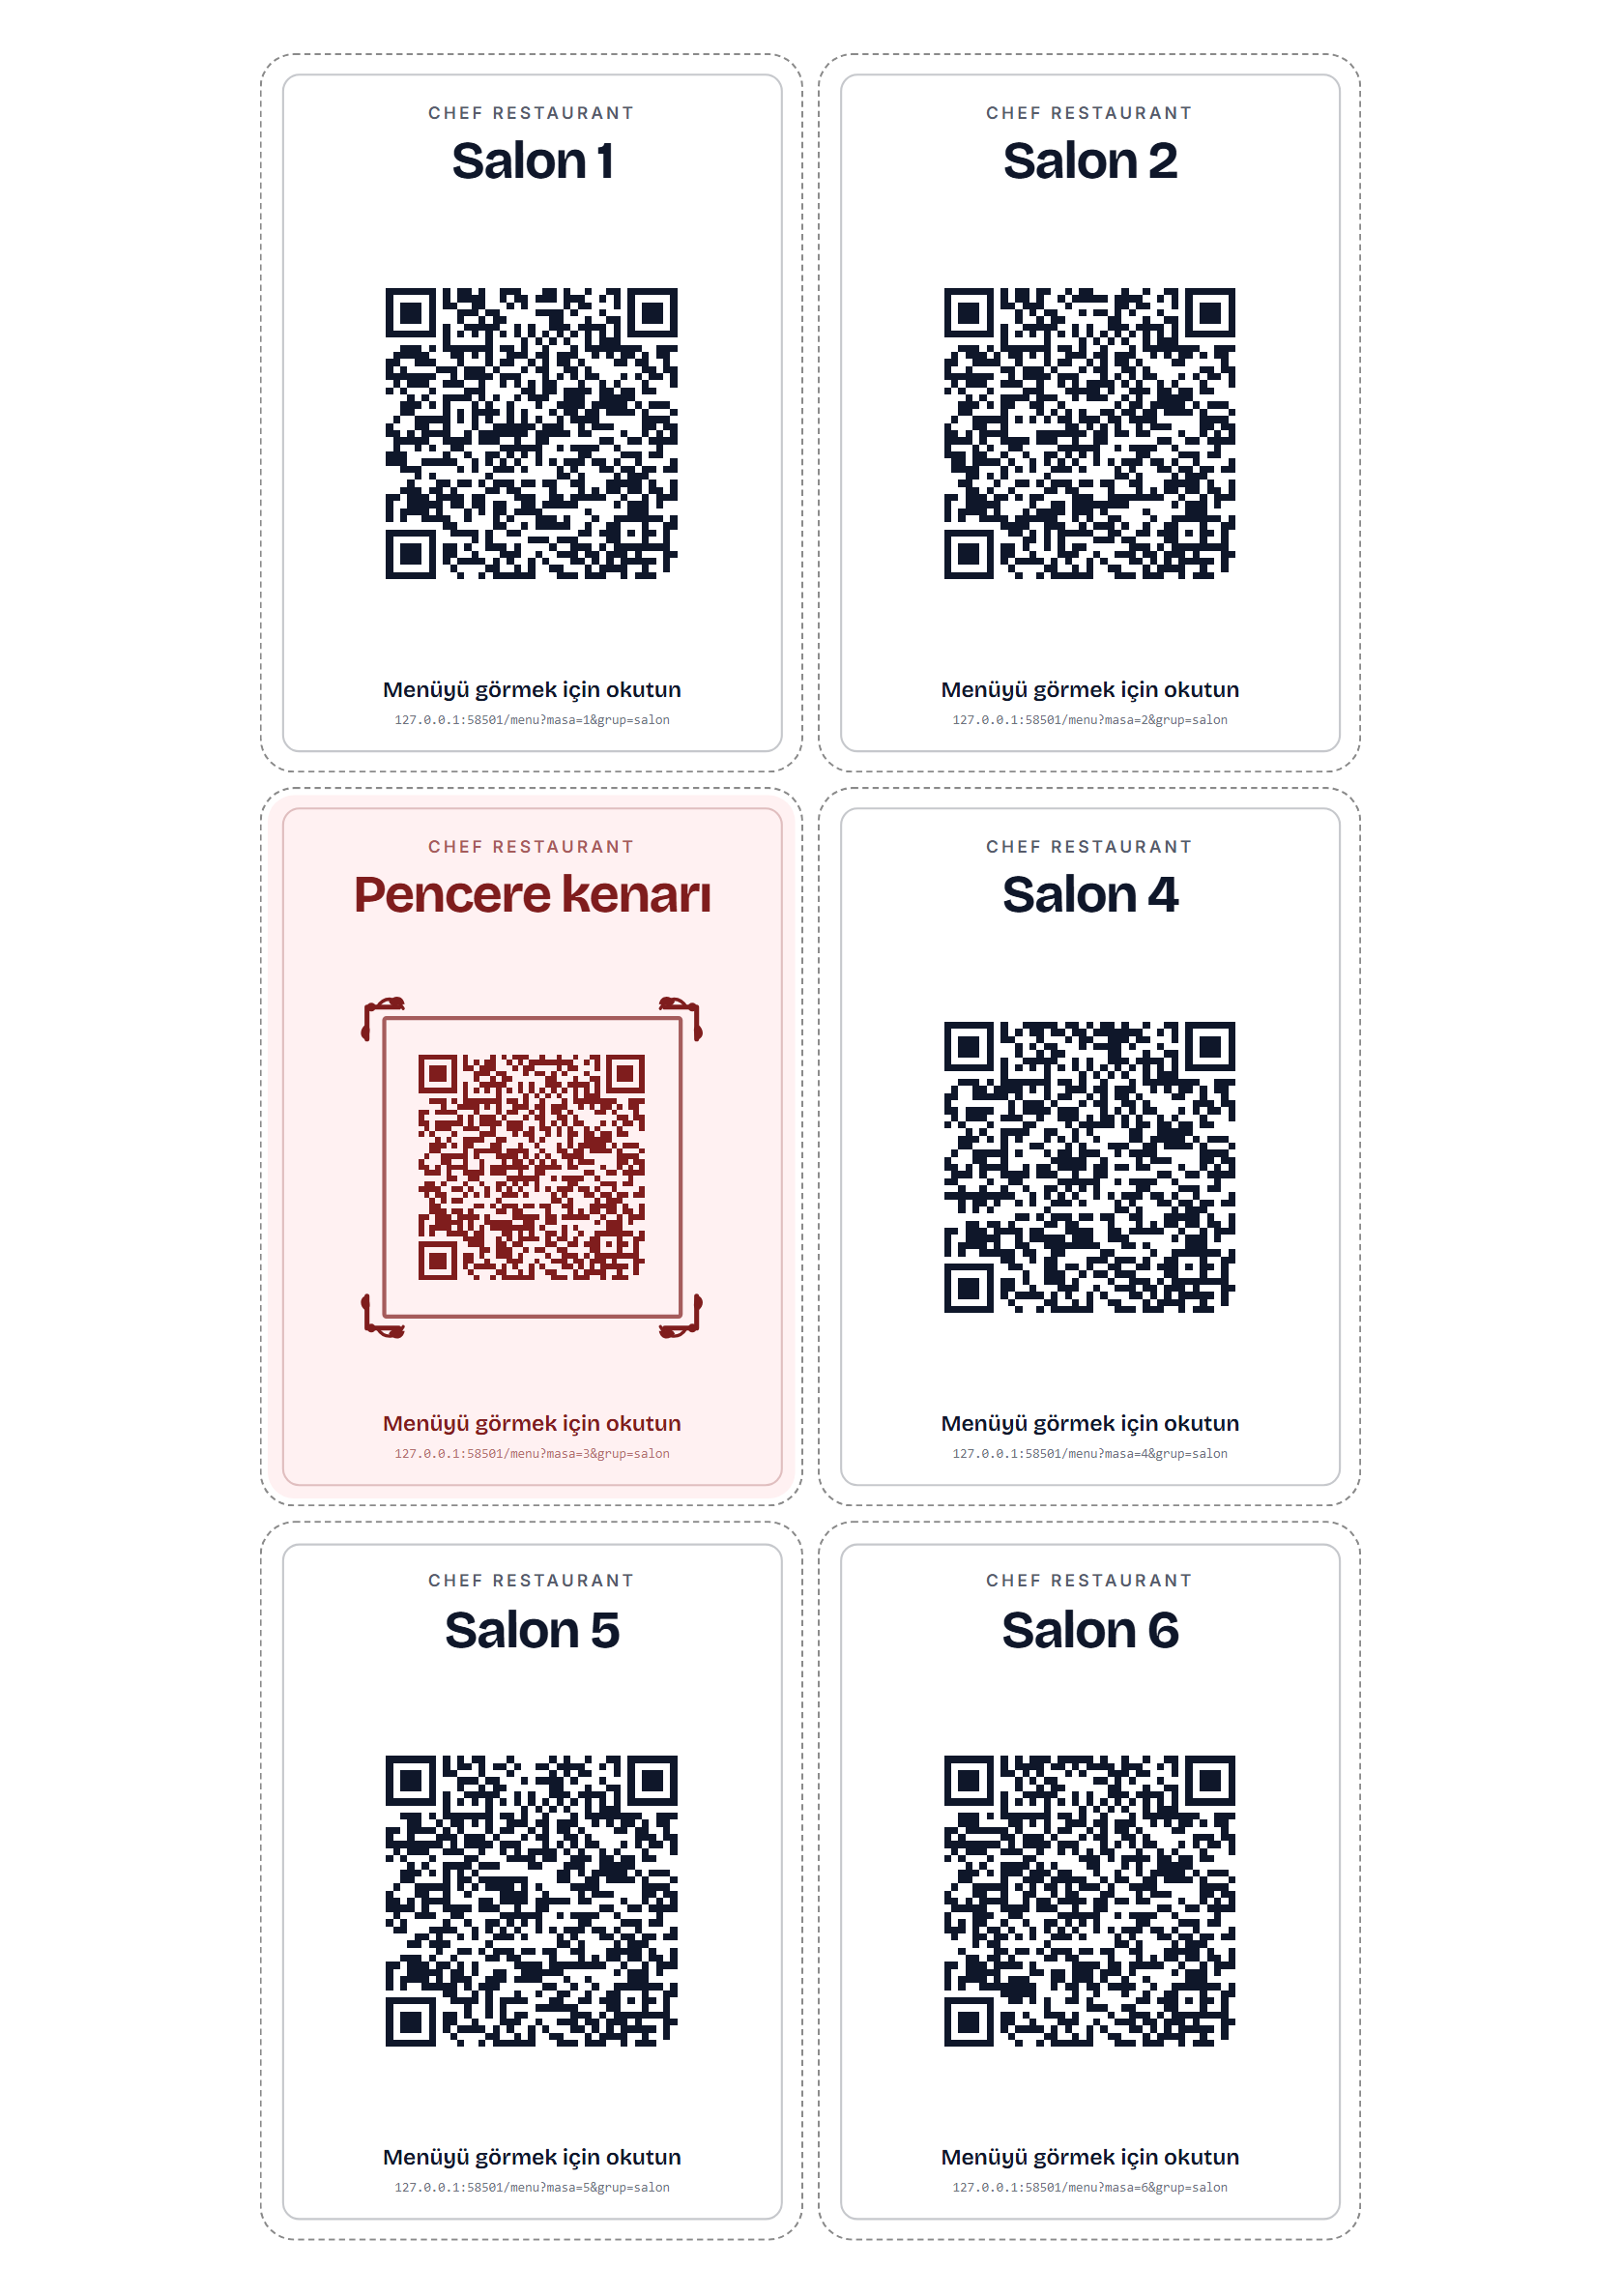 CHEF RESTAURANT
Salon 1
Menüyü görmek için okutun
127.0.0.1:58501/menu?masa=1&grup=salon
CHEF RESTAURANT
Salon 2
Menüyü görmek için okutun
127.0.0.1:58501/menu?masa=2&grup=salon
CHEF RESTAURANT
Pencere kenarı
Menüyü görmek için okutun
127.0.0.1:58501/menu?masa=3&grup=salon
CHEF RESTAURANT
Salon 4
Menüyü görmek için okutun
127.0.0.1:58501/menu?masa=4&grup=salon
CHEF RESTAURANT
Salon 5
Menüyü görmek için okutun
127.0.0.1:58501/menu?masa=5&grup=salon
CHEF RESTAURANT
Salon 6
Menüyü görmek için okutun
127.0.0.1:58501/menu?masa=6&grup=salon